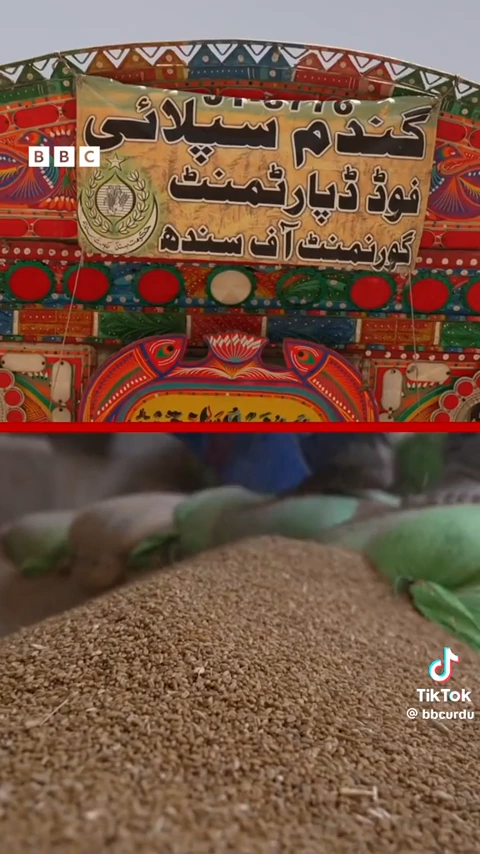 گندم سپلائی
فوڈ ڈپارٹمنٹ
گورنمنٹ آف سندھ
BBC
TikTok
@ bbcurdu